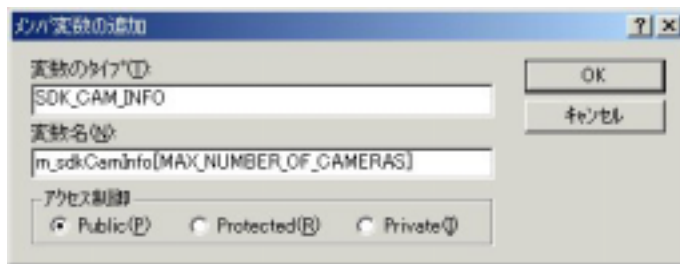 メンバ変数の追加
変数のタイプ(T):
OK
SDK_CAM_INFO
キャンセル
変数名(N):
m_sdkCamInfo[MAX_NUMBER_OF_CAMERAS]
アクセス制御
Public(P) Protected(R) Private(I)